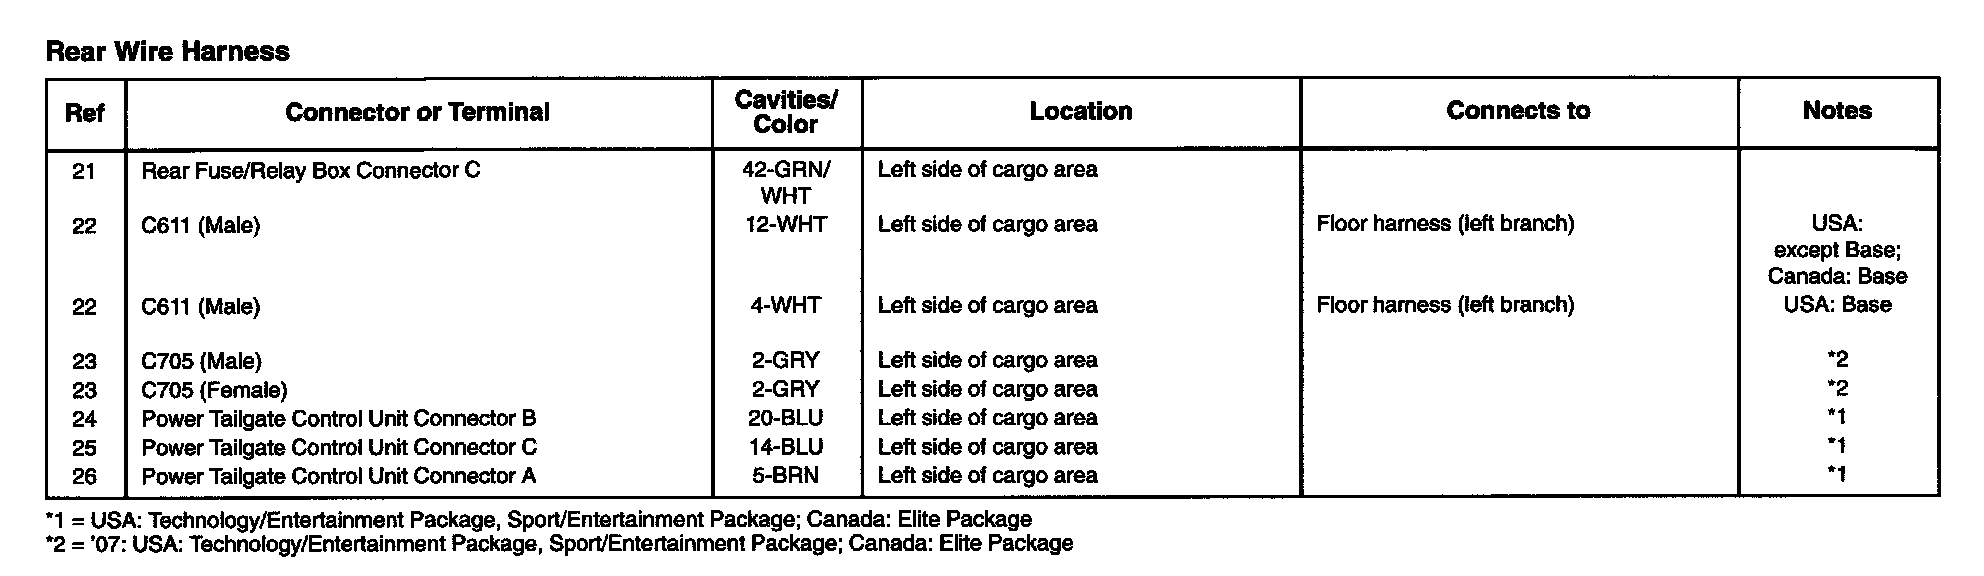 Rear Wire Harness
Ref Connector or Terminal Cavities/ Color Location Connects to Notes
21 Rear Fuse/Relay Box Connector C 42-GRN/ Left side of cargo area
WHT
22 C611 (Male) 12-WHT Left side of cargo area Floor harness (left branch) USA:
except Base;
Canada: Base
22 C611 (Male) 4-WHT Left side of cargo area Floor harness (left branch) USA: Base
23 C705 (Male) 2-GRY Left side of cargo area *2
23 C705 (Female) 2-GRY Left side of cargo area *2
24 Power Tailgate Control Unit Connector B 20-BLU Left side of cargo area *1
25 Power Tailgate Control Unit Connector C 14-BLU Left side of cargo area *1
26 Power Tailgate Control Unit Connector A 5-BRN Left side of cargo area *1
*1 = USA: Technology/Entertainment Package, Sport/Entertainment Package; Canada: Elite Package
*2 = '07: USA: Technology/Entertainment Package, Sport/Entertainment Package; Canada: Elite Package